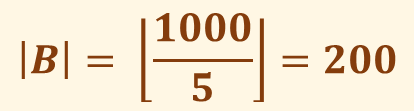 |B| = ⌊1000/5⌋ = 200